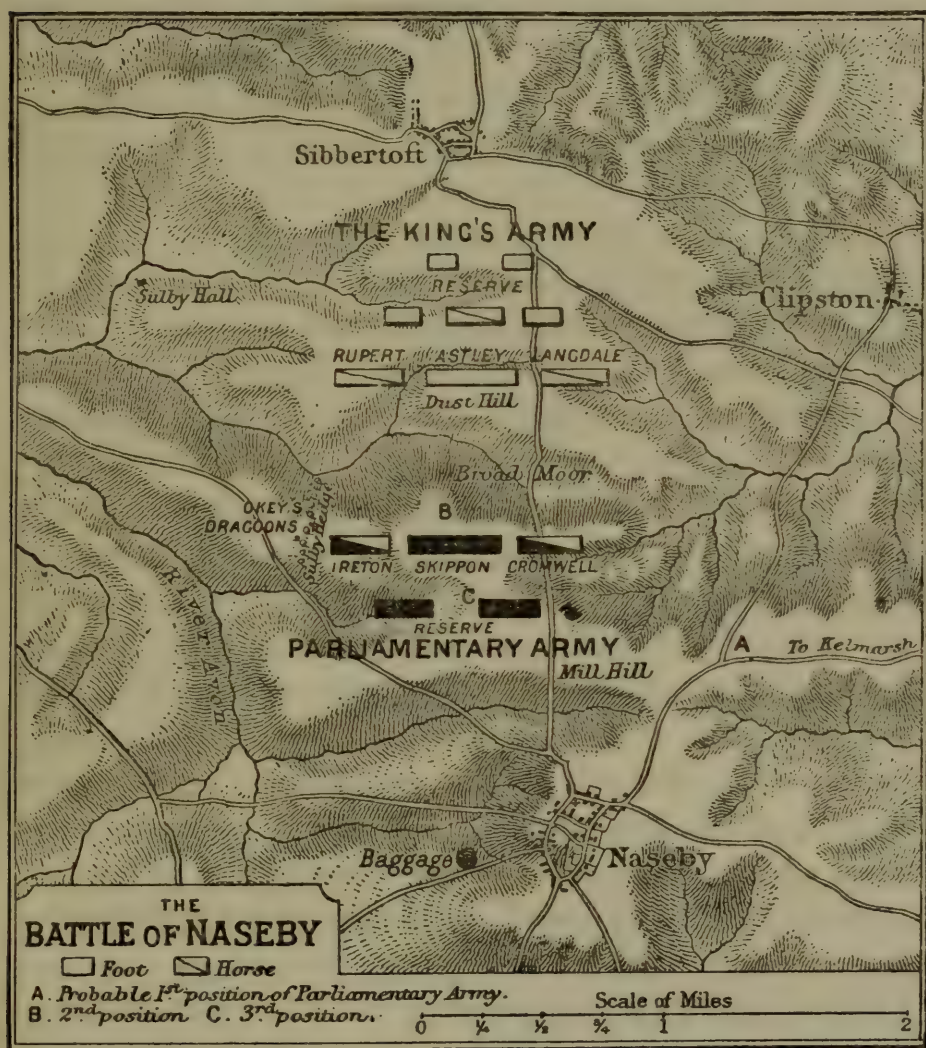 Sibbertoft
THE KING'S ARMY
RESERVE
Sulby Hall
Clipston
RUPERT ASTLEY LANGDALE
Dust Hill
Broad Moor
OKEY'S
DRAGOONS
Sulby Hedge
B
IRETON SKIPPON CROMWELL
C
RESERVE
PARLIAMENTARY ARMY
River Avon
Mill Hill
A
To Kelmarsh
Baggage
Naseby
THE
BATTLE OF NASEBY
Foot Horse
A. Probable 1st position of Parliamentary Army.
B. 2nd position C. 3rd position.
Scale of Miles
0 ¼ ½ ¾ 1 2